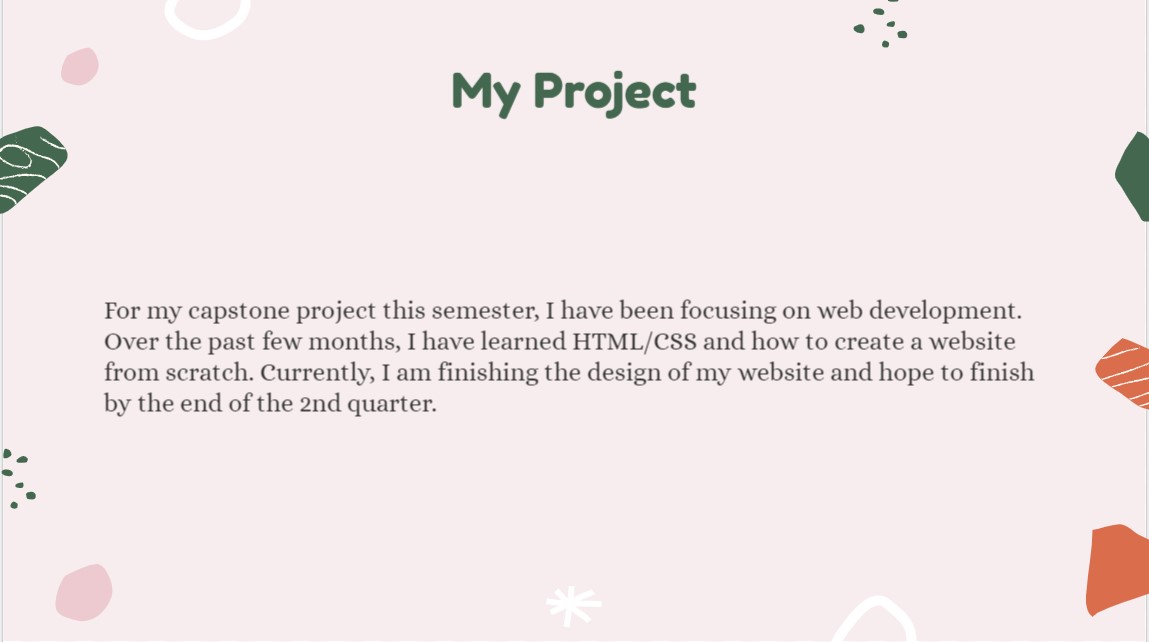 My Project
For my capstone project this semester, I have been focusing on web development.
Over the past few months, I have learned HTML/CSS and how to create a website
from scratch. Currently, I am finishing the design of my website and hope to finish
by the end of the 2nd quarter.